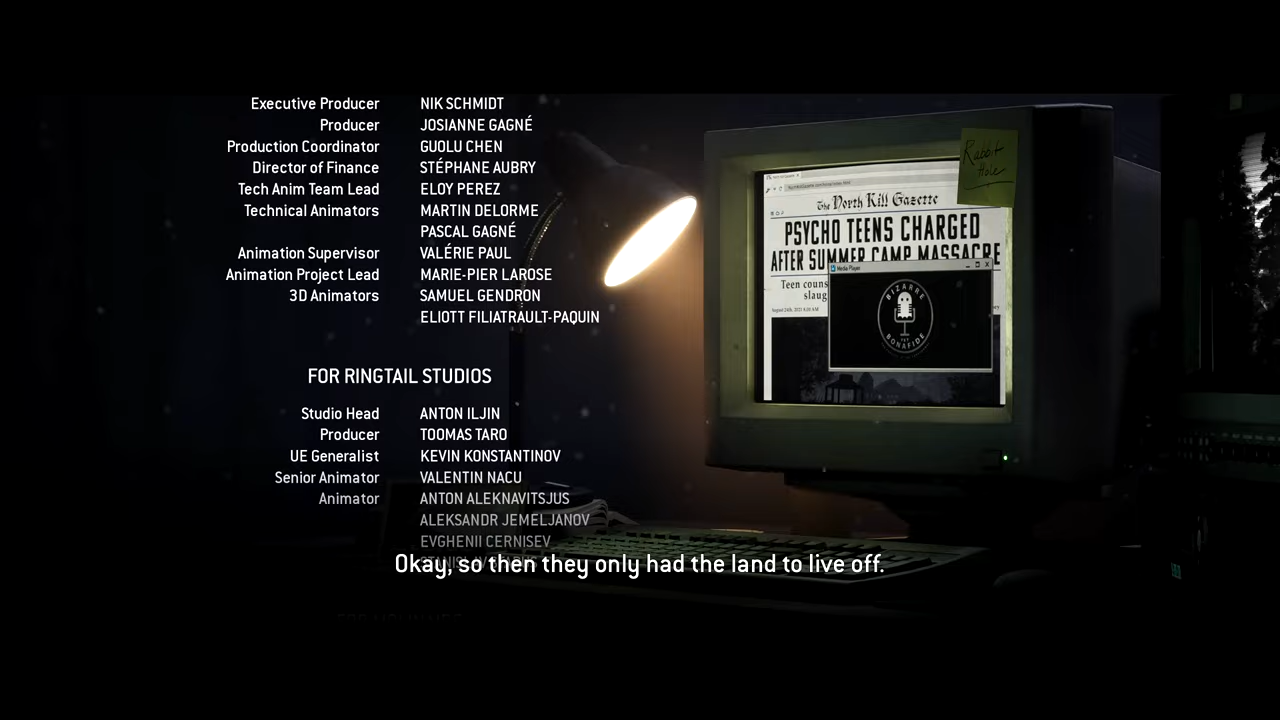 Executive Producer NIK SCHMIDT
Producer JOSIANNE GAGNÉ
Production Coordinator GUOLU CHEN
Director of Finance STÉPHANE AUBRY
Tech Anim Team Lead ELOY PEREZ
Technical Animators MARTIN DELORME
PASCAL GAGNÉ
Animation Supervisor VALÉRIE PAUL
Animation Project Lead MARIE-PIER LAROSE
3D Animators SAMUEL GENDRON
ELIOTT FILIATRAULT-PAQUIN
FOR RINGTAIL STUDIOS
Studio Head ANTON ILJIN
Producer TOOMAS TARO
UE Generalist KEVIN KONSTANTINOV
Senior Animator VALENTIN NACU
Animator ANTON ALEKNAVITSJUS
ALEKSANDR JEMELJANOV
EVGHENII CERNISEV
Okay, so then they only had the land to live off.
Rabbit
Hole
The North Kill Gazette
PSYCHO TEENS CHARGED
AFTER SUMMER CAMP MASSACRE
Teen couns
slaug
Media Player
BIZARRE
YET
BONAFIDE